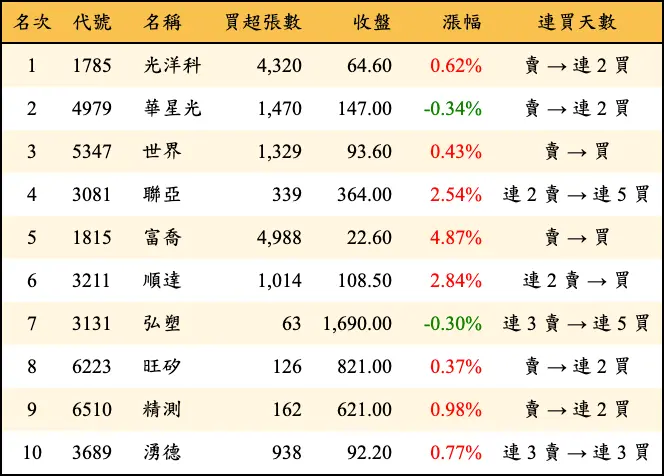 名次 代號 名稱 買超張數 收盤 漲幅 連買天數
1 1785 光洋科 4,320 64.60 0.62% 賣 → 連 2 買
2 4979 華星光 1,470 147.00 -0.34% 賣 → 連 2 買
3 5347 世界 1,329 93.60 0.43% 賣 → 買
4 3081 聯亞 339 364.00 2.54% 連 2 賣 → 連 5 買
5 1815 富喬 4,988 22.60 4.87% 賣 → 買
6 3211 順達 1,014 108.50 2.84% 連 2 賣 → 買
7 3131 弘塑 63 1,690.00 -0.30% 連 3 賣 → 連 5 買
8 6223 旺矽 126 821.00 0.37% 賣 → 連 2 買
9 6510 精測 162 621.00 0.98% 賣 → 連 2 買
10 3689 湧德 938 92.20 0.77% 連 3 賣 → 連 3 買